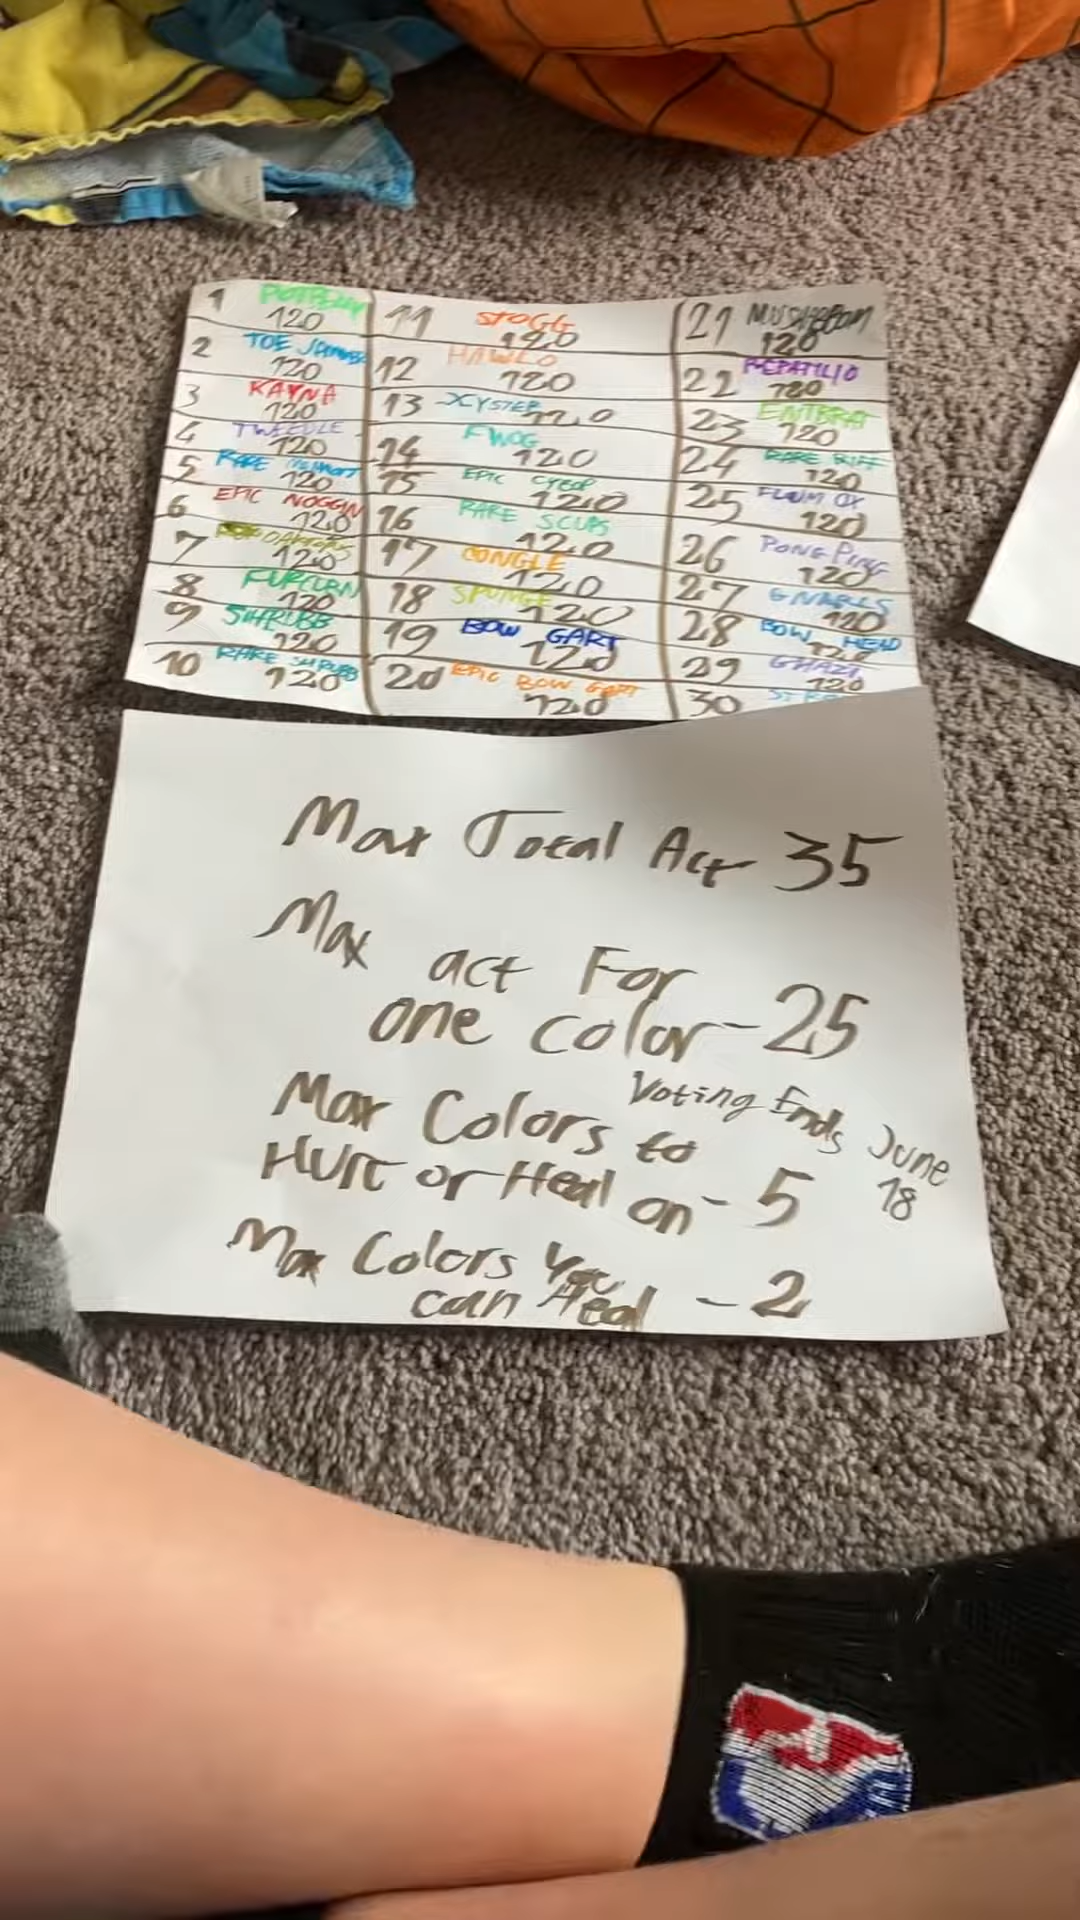 1 POTBELLY 120
2 TOE JAMMER 120
3 KAYNA 120
4 TWEEDLE 120
5 RARE 120
6 EPIC NOGGIN 120
7 120
8 FURCORN 120
9 SHRUBB 120
10 RARE SHRUBB 120
11 STOGG 120
12 HAWLO 120
13 XYSTER 120
14 FWOG 120
15 EPIC 120
16 RARE SCUPS 120
17 CONGLE 120
18 SPUNGE 120
19 BOW GART 120
20 EPIC BOW GART 120
21 120
22 REPATILLO 120
23 ENTBRAT 120
24 RARE RIFF 120
25 FLUM OX 120
26 PONG PING 120
27 GNARLS 120
28 BOW HEAD 120
29 GHAZT 120
30
Max Total Act 35
Max act For
one color - 25
Voting Ends June 18
Max Colors to
Hurt or Heal on - 5
Max Colors You
can Heal - 2